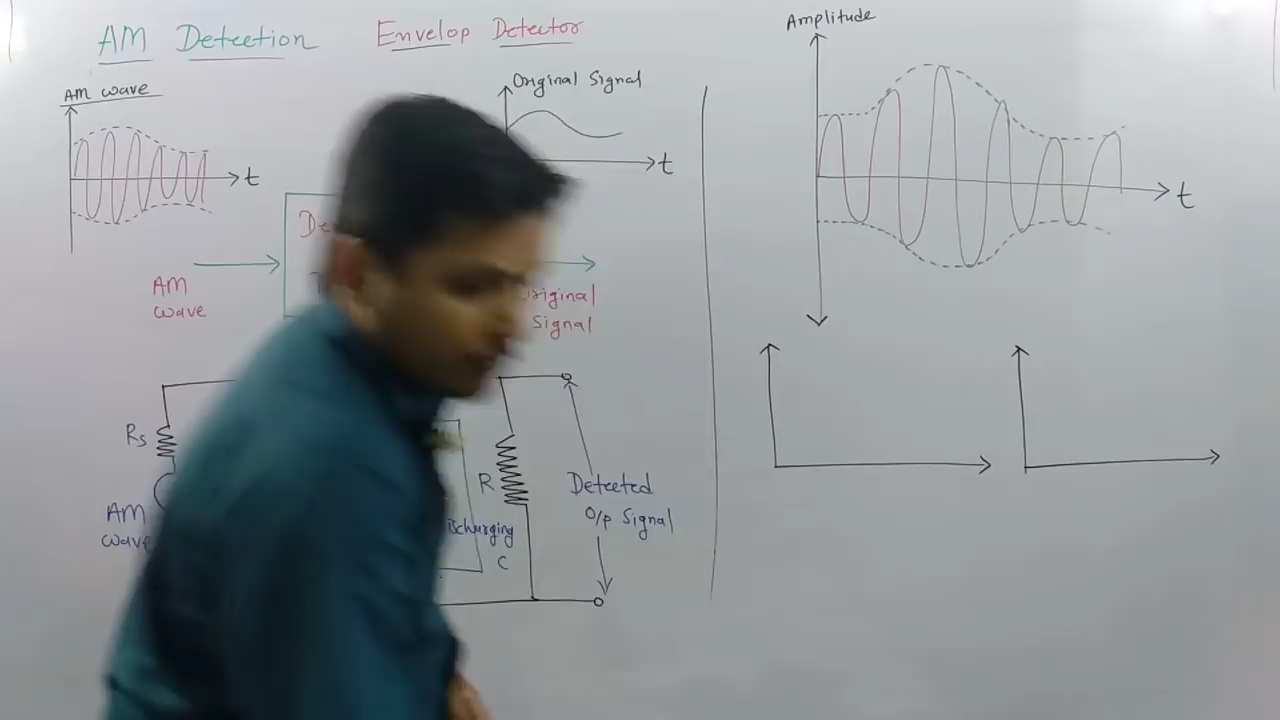 AM Detection Envelop Detector
AM wave
t
Original Signal
t
AM
wave
Signal
Rs
AM
R
C
Detected
O/p Signal
Amplitude
t